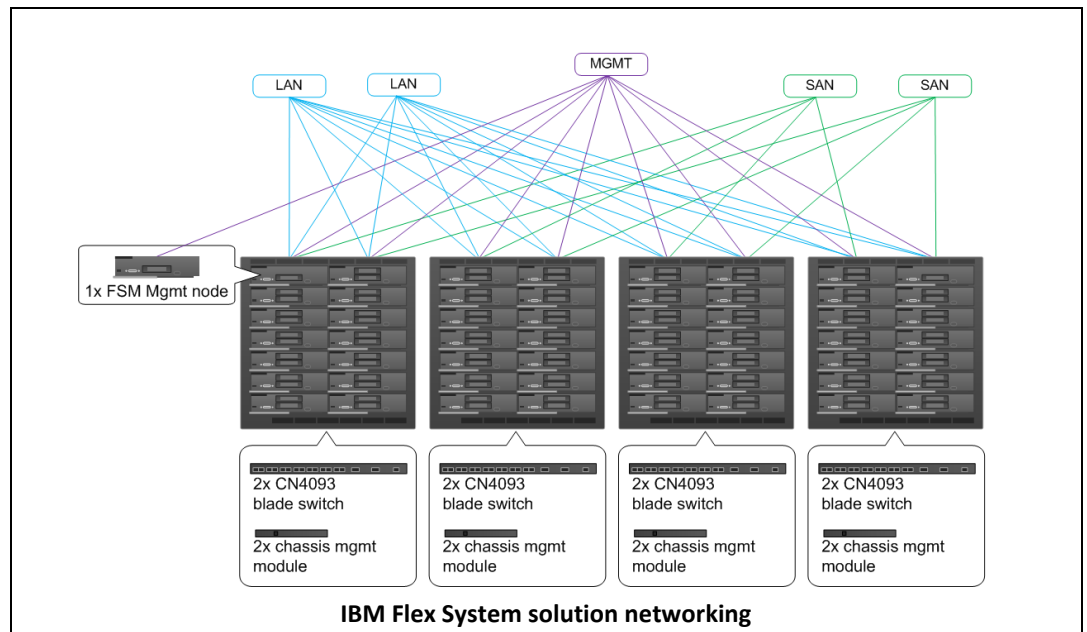 MGMT
LAN
LAN
SAN
SAN
1x FSM Mgmt node
2x CN4093
blade switch
2x chassis mgmt
module
2x CN4093
blade switch
2x chassis mgmt
module
2x CN4093
blade switch
2x chassis mgmt
module
2x CN4093
blade switch
2x chassis mgmt
module
IBM Flex System solution networking